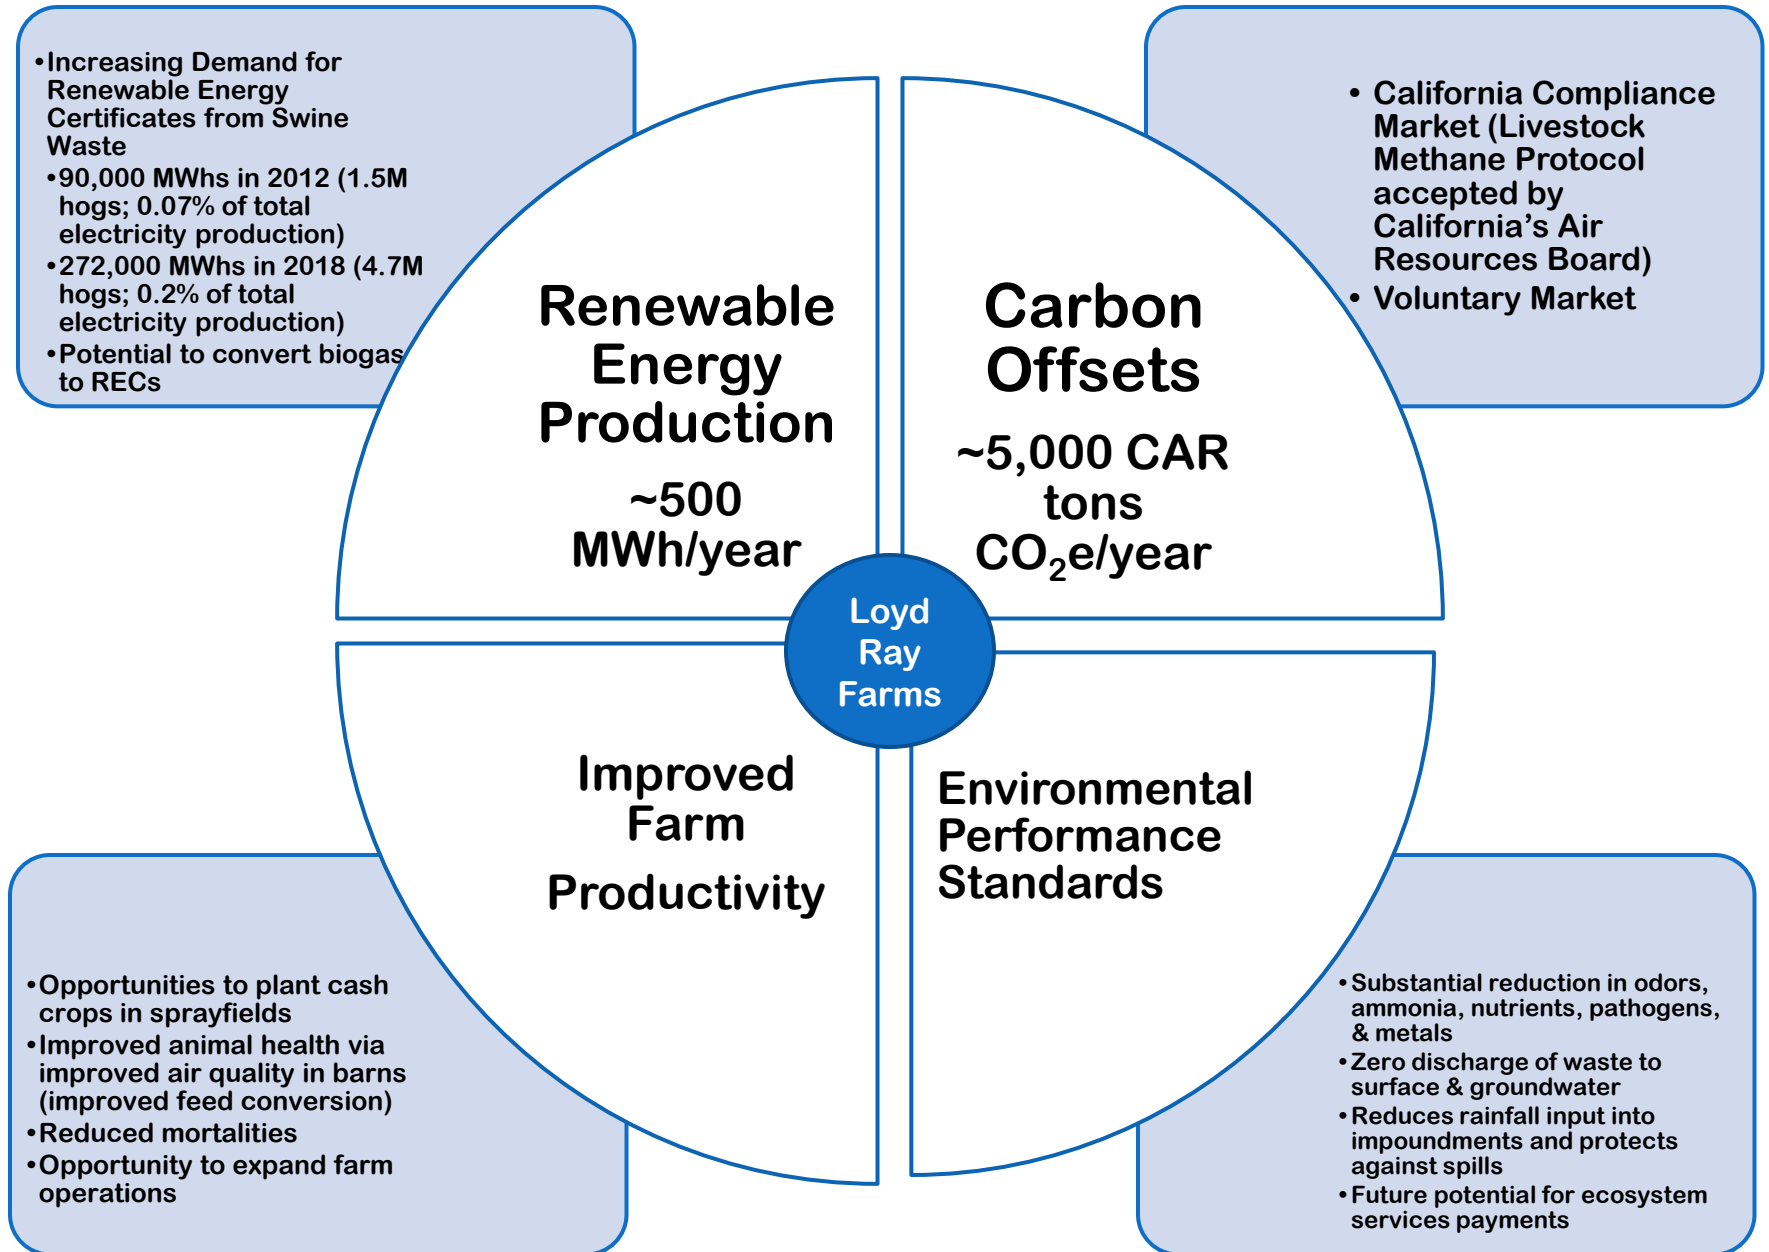 •Increasing Demand for
Renewable Energy
Certificates from Swine
Waste
•90,000 MWhs in 2012 (1.5M
hogs; 0.07% of total
electricity production)
•272,000 MWhs in 2018 (4.7M
hogs; 0.2% of total
electricity production)
•Potential to convert biogas
to RECs
• California Compliance
Market (Livestock
Methane Protocol
accepted by
California’s Air
Resources Board)
• Voluntary Market
Renewable
Energy
Production
~500
MWh/year
Carbon
Offsets
~5,000 CAR
tons
CO₂e/year
Loyd
Ray
Farms
Improved
Farm
Productivity
Environmental
Performance
Standards
•Opportunities to plant cash
crops in sprayfields
•Improved animal health via
improved air quality in barns
(improved feed conversion)
•Reduced mortalities
•Opportunity to expand farm
operations
•Substantial reduction in odors,
ammonia, nutrients, pathogens,
& metals
•Zero discharge of waste to
surface & groundwater
•Reduces rainfall input into
impoundments and protects
against spills
•Future potential for ecosystem
services payments